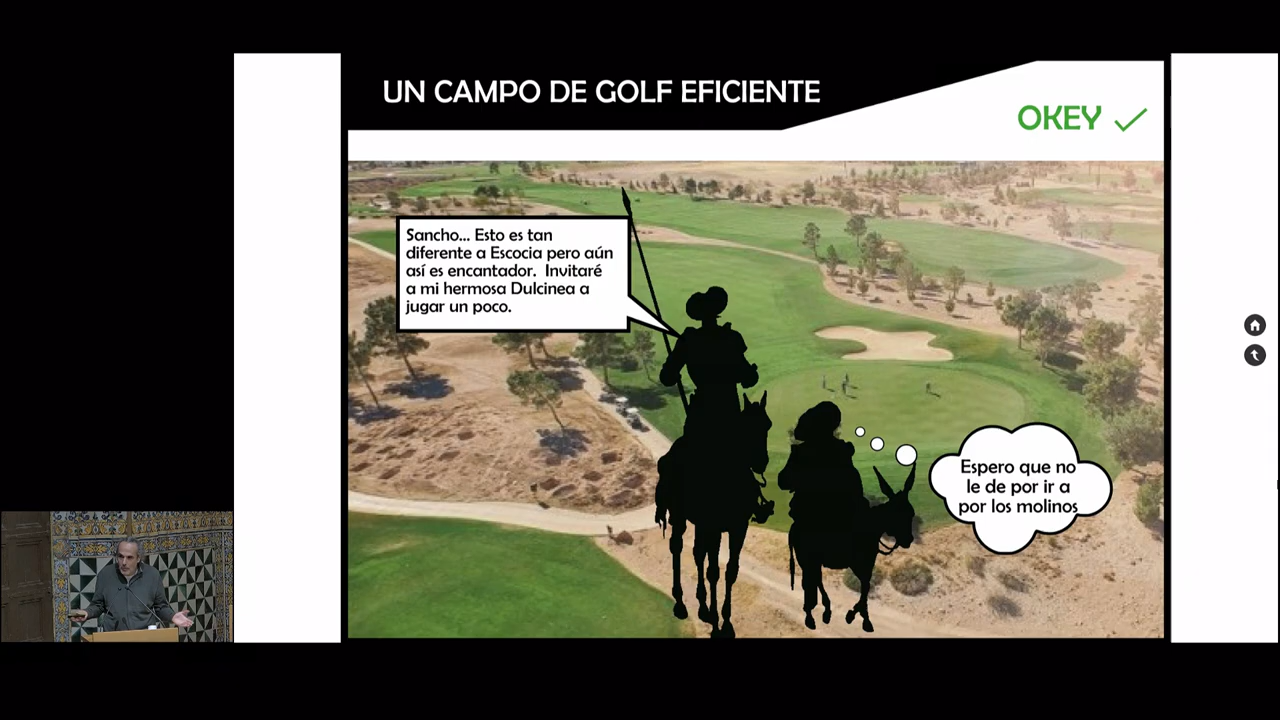 UN CAMPO DE GOLF EFICIENTE
OKEY
Sancho... Esto es tan
diferente a Escocia pero aún
así es encantador. Invitaré
a mi hermosa Dulcinea a
jugar un poco.
Espero que no
le de por ir a
por los molinos